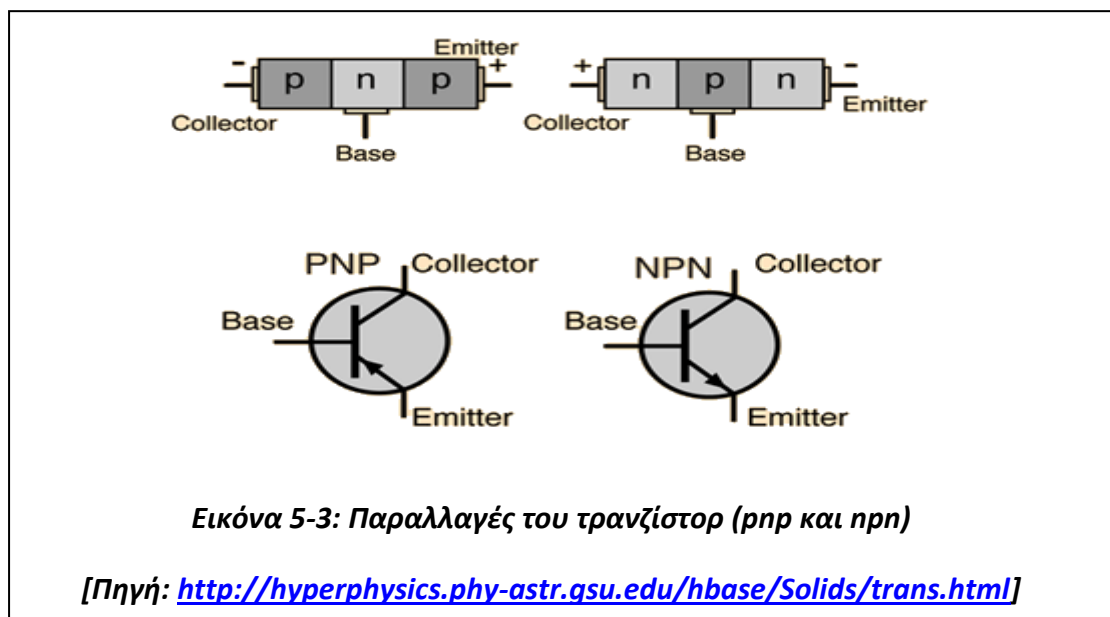 Emitter
- p n p +
Collector
Base
+ n p n -
Emitter
Collector
Base
PNP Collector
Base
Emitter
NPN Collector
Base
Emitter
Εικόνα 5-3: Παραλλαγές του τρανζίστορ (pnp και npn)
[Πηγή: http://hyperphysics.phy-astr.gsu.edu/hbase/Solids/trans.html]